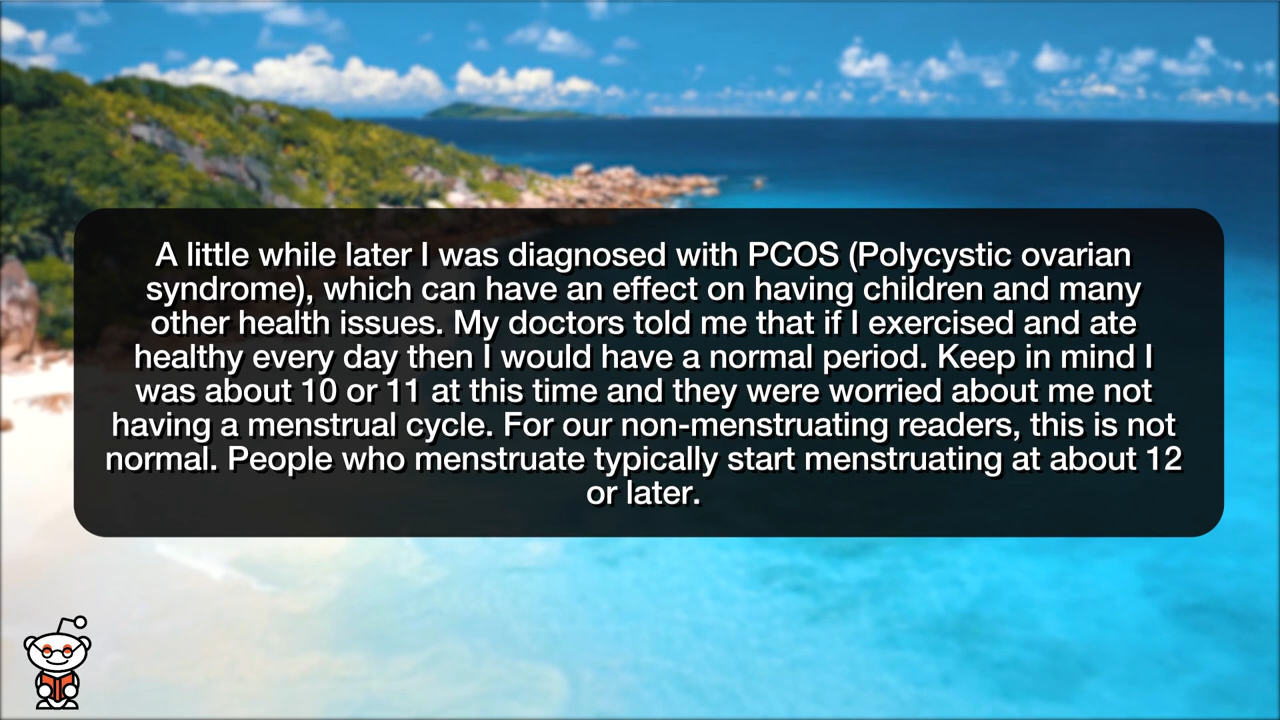 A little while later I was diagnosed with PCOS (Polycystic ovarian
syndrome), which can have an effect on having children and many
other health issues. My doctors told me that if I exercised and ate
healthy every day then I would have a normal period. Keep in mind I
was about 10 or 11 at this time and they were worried about me not
having a menstrual cycle. For our non-menstruating readers, this is not
normal. People who menstruate typically start menstruating at about 12
or later.